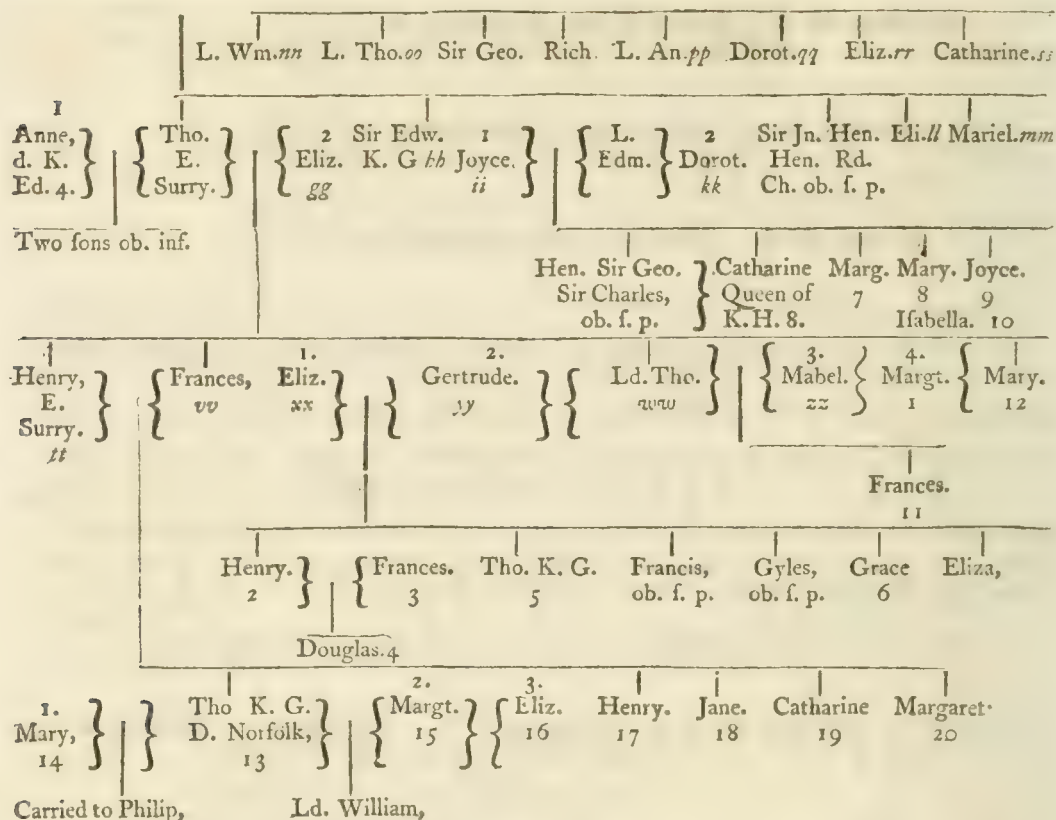 L. Wm.nn L. Tho.oo Sir Geo. Rich. L. An.pp Dorot.qq Eliz.rr Catharine.ss
1
Anne, Tho. 2 Sir Edw. 1 L. 2 Sir Jn. Hen. Eli.ll Mariel.mm
d. K. E. Eliz. K. G hh Joyce. Edm. Dorot. Hen. Rd.
Ed. 4. Surry. gg ii kk Ch. ob. ſ. p.
Two ſons ob. inf.
Hen. Sir Geo. Catharine Marg. Mary. Joyce.
Sir Charles, Queen of 7 8 9
ob. ſ. p. K. H. 8. Iſabella. 10
1. 2. 3. 4.
Henry, Frances, Eliz. Gertrude. Ld. Tho. Mabel. Margt. Mary.
E. vv xx yy ww zz 1 12
Surry.
tt
Frances.
11
Henry. Frances. Tho. K. G. Francis, Gyles, Grace Eliza,
2 3 5 ob. ſ. p. ob. ſ. p. 6
Douglas.4
1. Tho K. G. 2. 3.
Mary, D. Norfolk, Margt. Eliz. Henry. Jane. Catharine Margaret.
14 13 15 16 17 18 19 20
Carried to Philip, Ld. William,